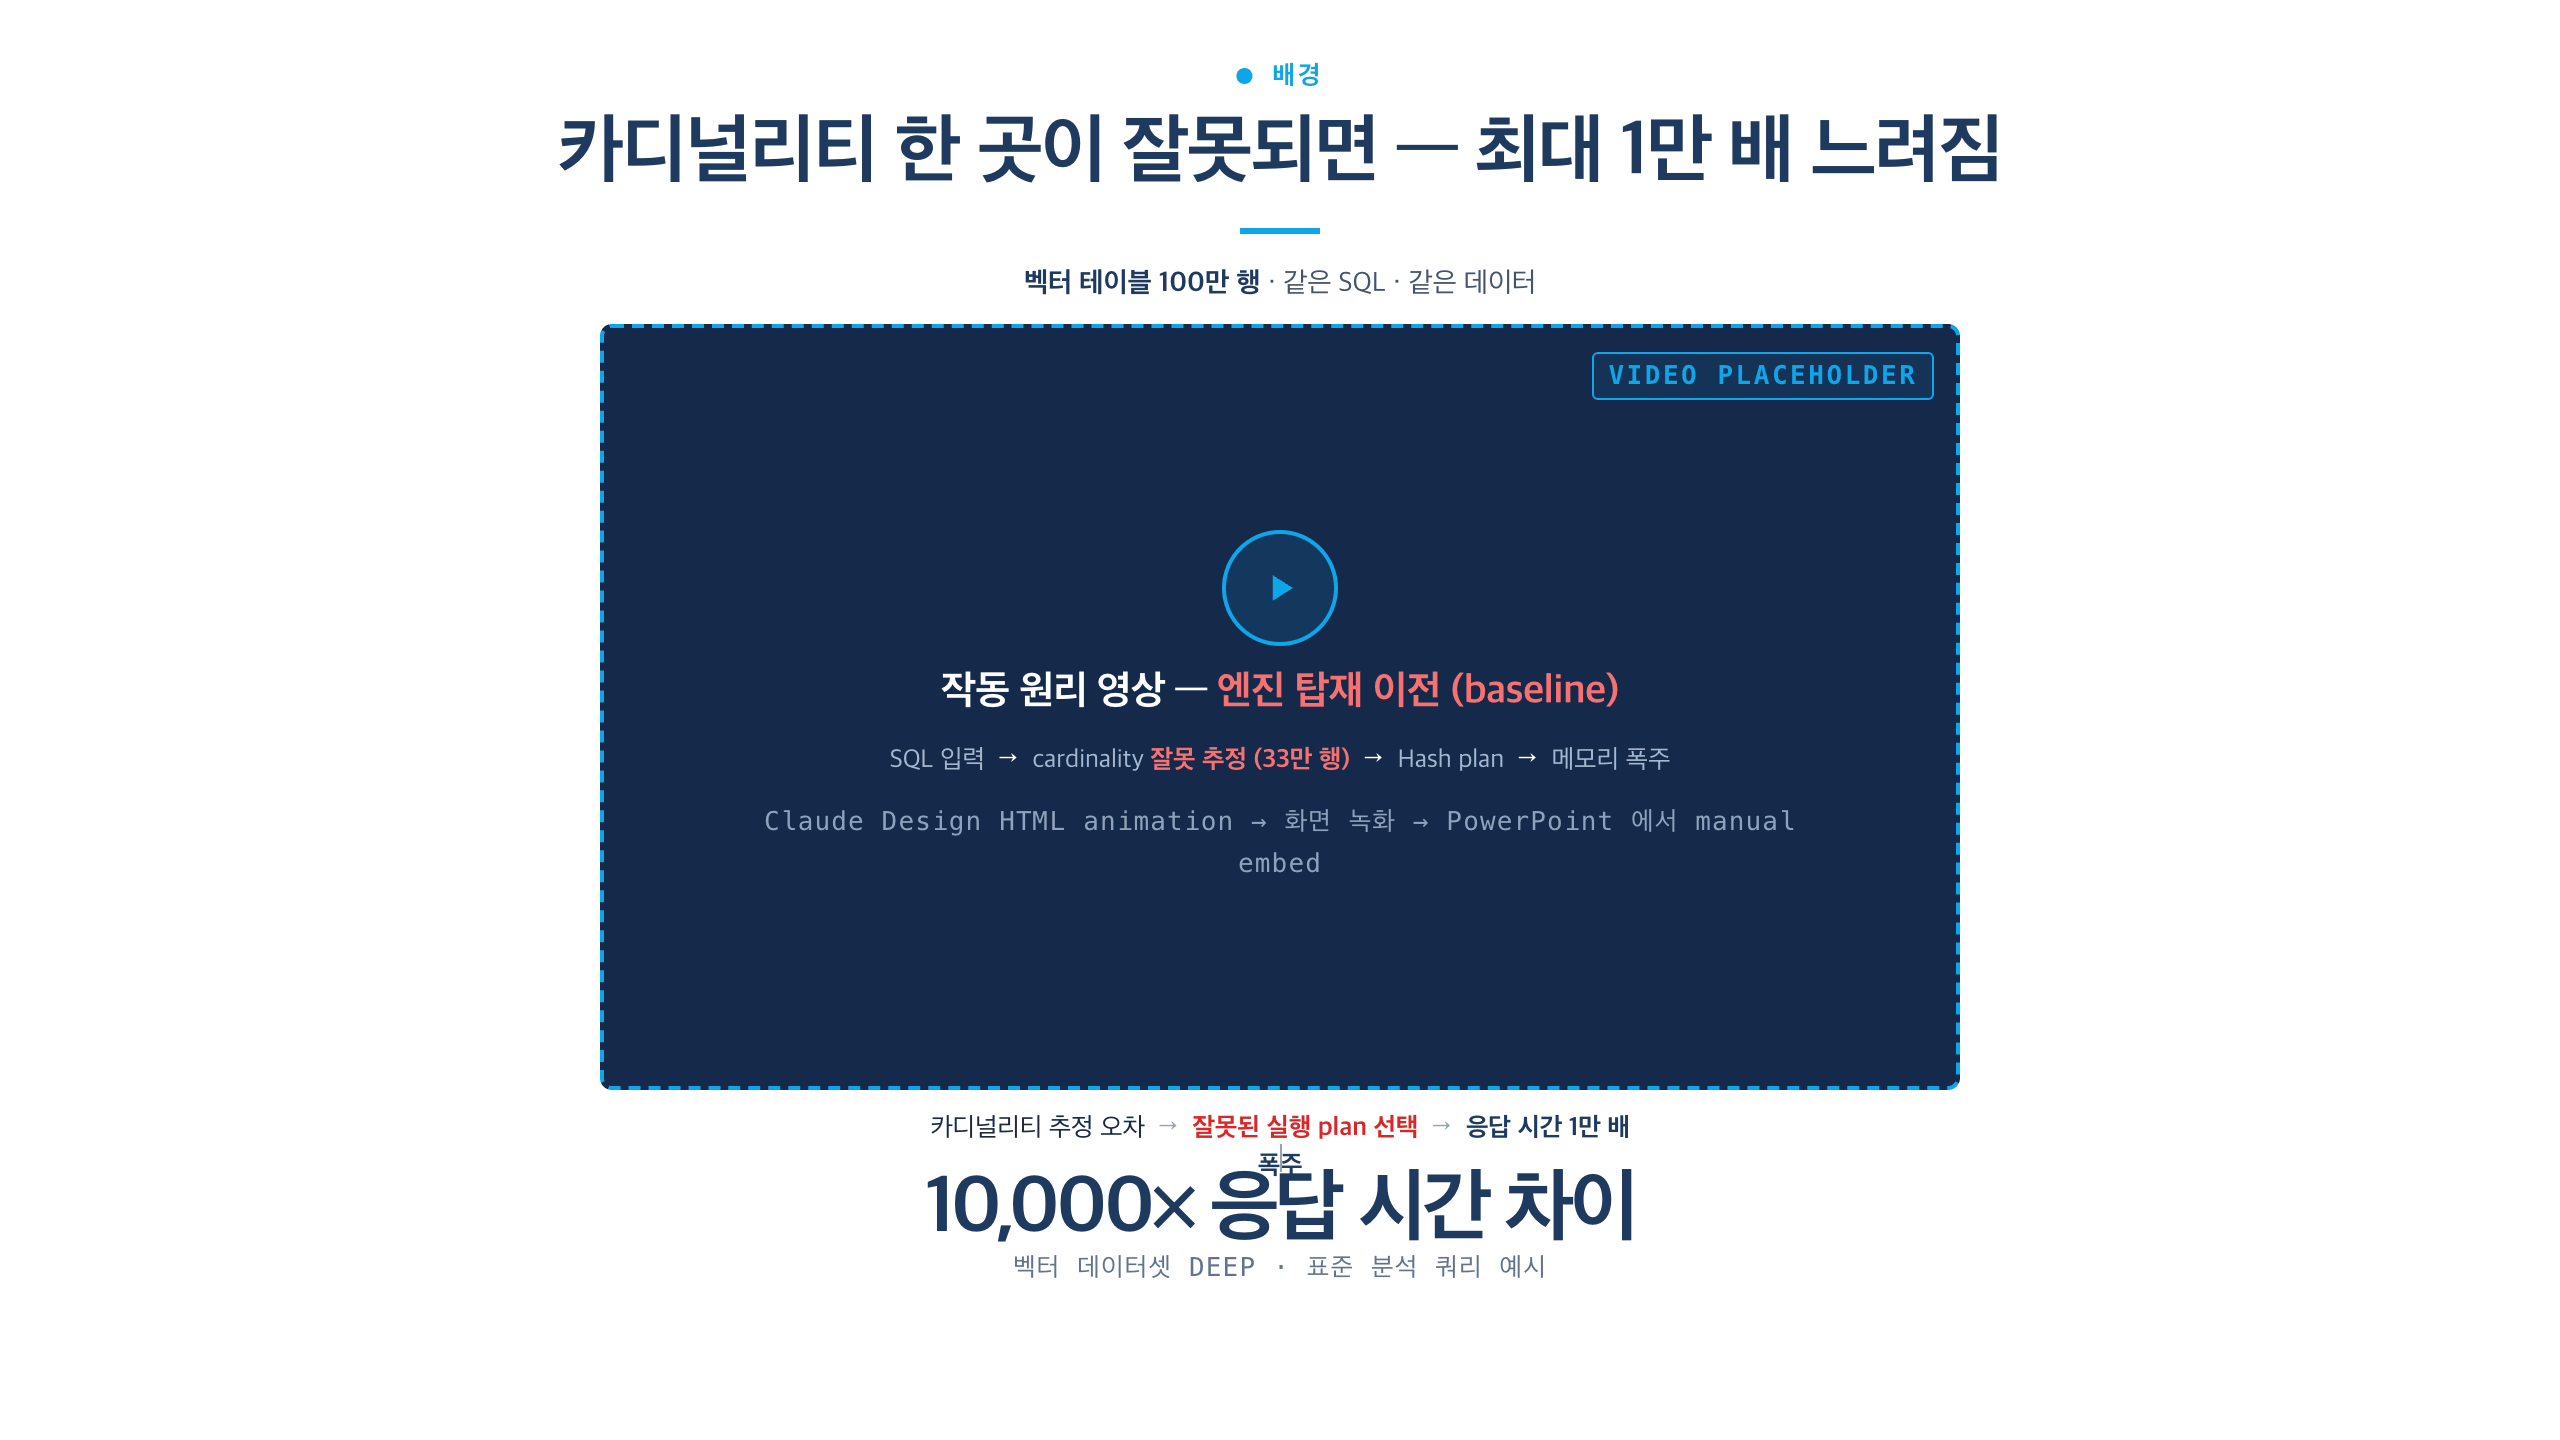 ● 배경
카디널리티 한 곳이 잘못되면 — 최대 1만 배 느려짐
벡터 테이블 100만 행 · 같은 SQL · 같은 데이터
VIDEO PLACEHOLDER
작동 원리 영상 — 엔진 탑재 이전 (baseline)
SQL 입력 → cardinality 잘못 추정 (33만 행) → Hash plan → 메모리 폭주
Claude Design HTML animation → 화면 녹화 → PowerPoint 에서 manual
embed
카디널리티 추정 오차 → 잘못된 실행 plan 선택 → 응답 시간 1만 배
폭주
10,000× 응답 시간 차이
벡터 데이터셋 DEEP · 표준 분석 쿼리 예시